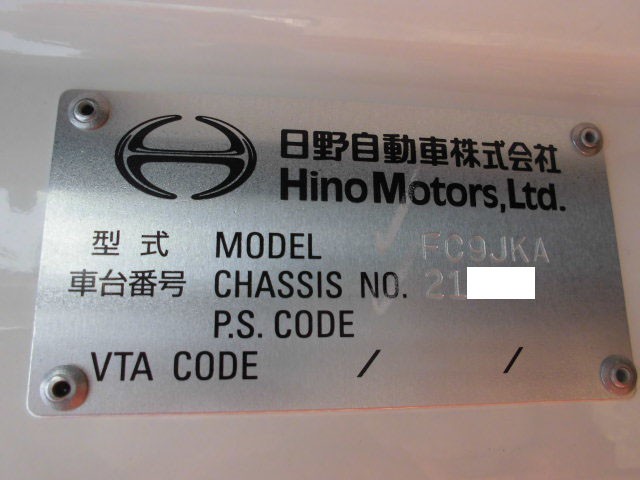 日野自動車株式会社
Hino Motors, Ltd.
型式 MODEL FC9JKA
車台番号 CHASSIS NO. 21
P.S. CODE
VTA CODE / /